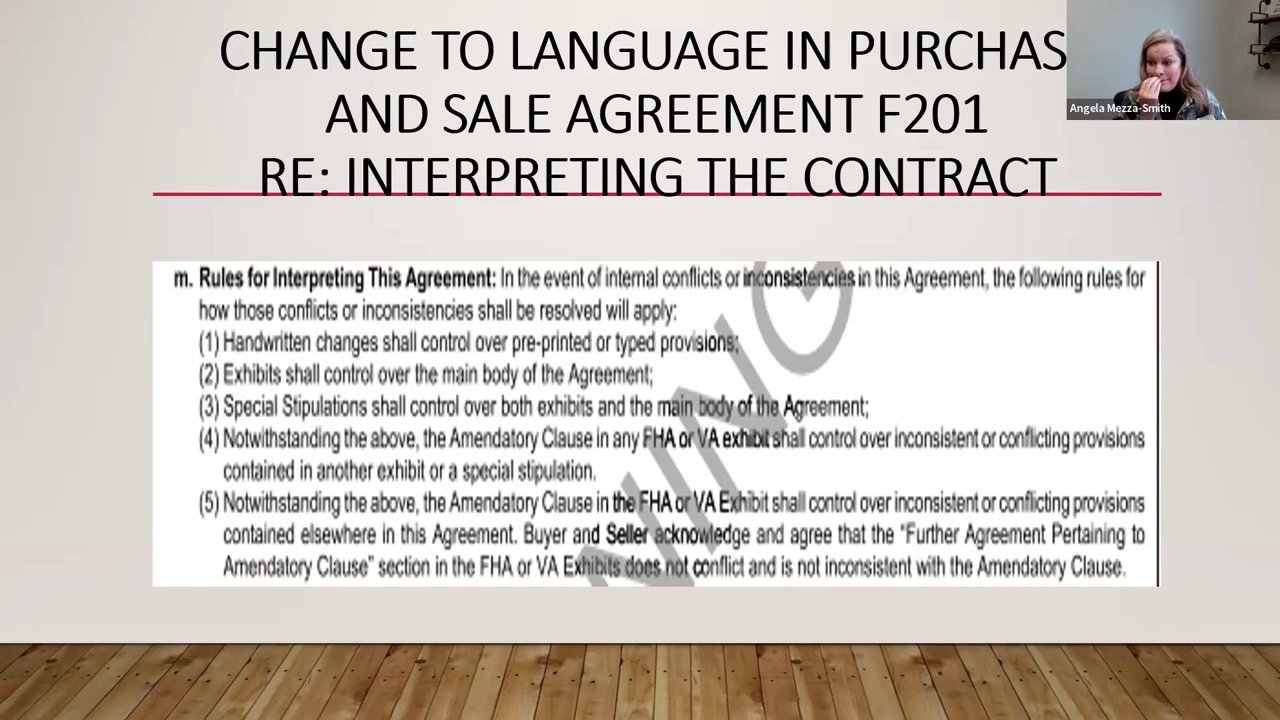 CHANGE TO LANGUAGE IN PURCHAS
AND SALE AGREEMENT F201
RE: INTERPRETING THE CONTRACT
Angela Mezza-Smith
m. Rules for Interpreting This Agreement: In the event of internal conflicts or inconsistencies in this Agreement, the following rules for
how those conflicts or inconsistencies shall be resolved will apply:
(1) Handwritten changes shall control over pre-printed or typed provisions;
(2) Exhibits shall control over the main body of the Agreement;
(3) Special Stipulations shall control over both exhibits and the main body of the Agreement;
(4) Notwithstanding the above, the Amendatory Clause in any FHA or VA exhibit shall control over inconsistent or conflicting provisions
contained in another exhibit or a special stipulation.
(5) Notwithstanding the above, the Amendatory Clause in the FHA or VA Exhibit shall control over inconsistent or conflicting provisions
contained elsewhere in this Agreement. Buyer and Seller acknowledge and agree that the "Further Agreement Pertaining to
Amendatory Clause" section in the FHA or VA Exhibits does not conflict and is not inconsistent with the Amendatory Clause.
NING